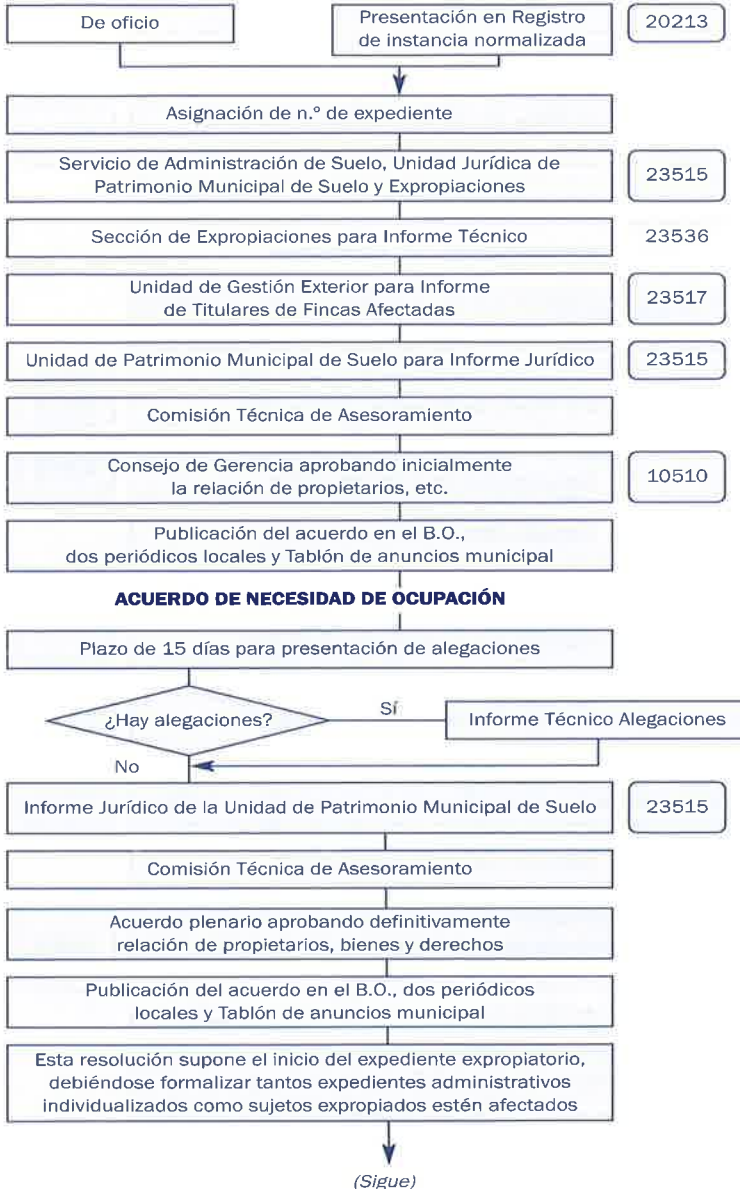 De oficio
Presentación en Registro
de instancia normalizada
20213
Asignación de n.º de expediente
Servicio de Administración de Suelo, Unidad Jurídica de
Patrimonio Municipal de Suelo y Expropiaciones
23515
Sección de Expropiaciones para Informe Técnico
23536
Unidad de Gestión Exterior para Informe
de Titulares de Fincas Afectadas
23517
Unidad de Patrimonio Municipal de Suelo para Informe Jurídico
23515
Comisión Técnica de Asesoramiento
Consejo de Gerencia aprobando inicialmente
la relación de propietarios, etc.
10510
Publicación del acuerdo en el B.O.,
dos periódicos locales y Tablón de anuncios municipal
ACUERDO DE NECESIDAD DE OCUPACIÓN
Plazo de 15 días para presentación de alegaciones
¿Hay alegaciones?
Sí
Informe Técnico Alegaciones
No
Informe Jurídico de la Unidad de Patrimonio Municipal de Suelo
23515
Comisión Técnica de Asesoramiento
Acuerdo plenario aprobando definitivamente
relación de propietarios, bienes y derechos
Publicación del acuerdo en el B.O., dos periódicos
locales y Tablón de anuncios municipal
Esta resolución supone el inicio del expediente expropiatorio,
debiéndose formalizar tantos expedientes administrativos
individualizados como sujetos expropiados estén afectados
(Sigue)